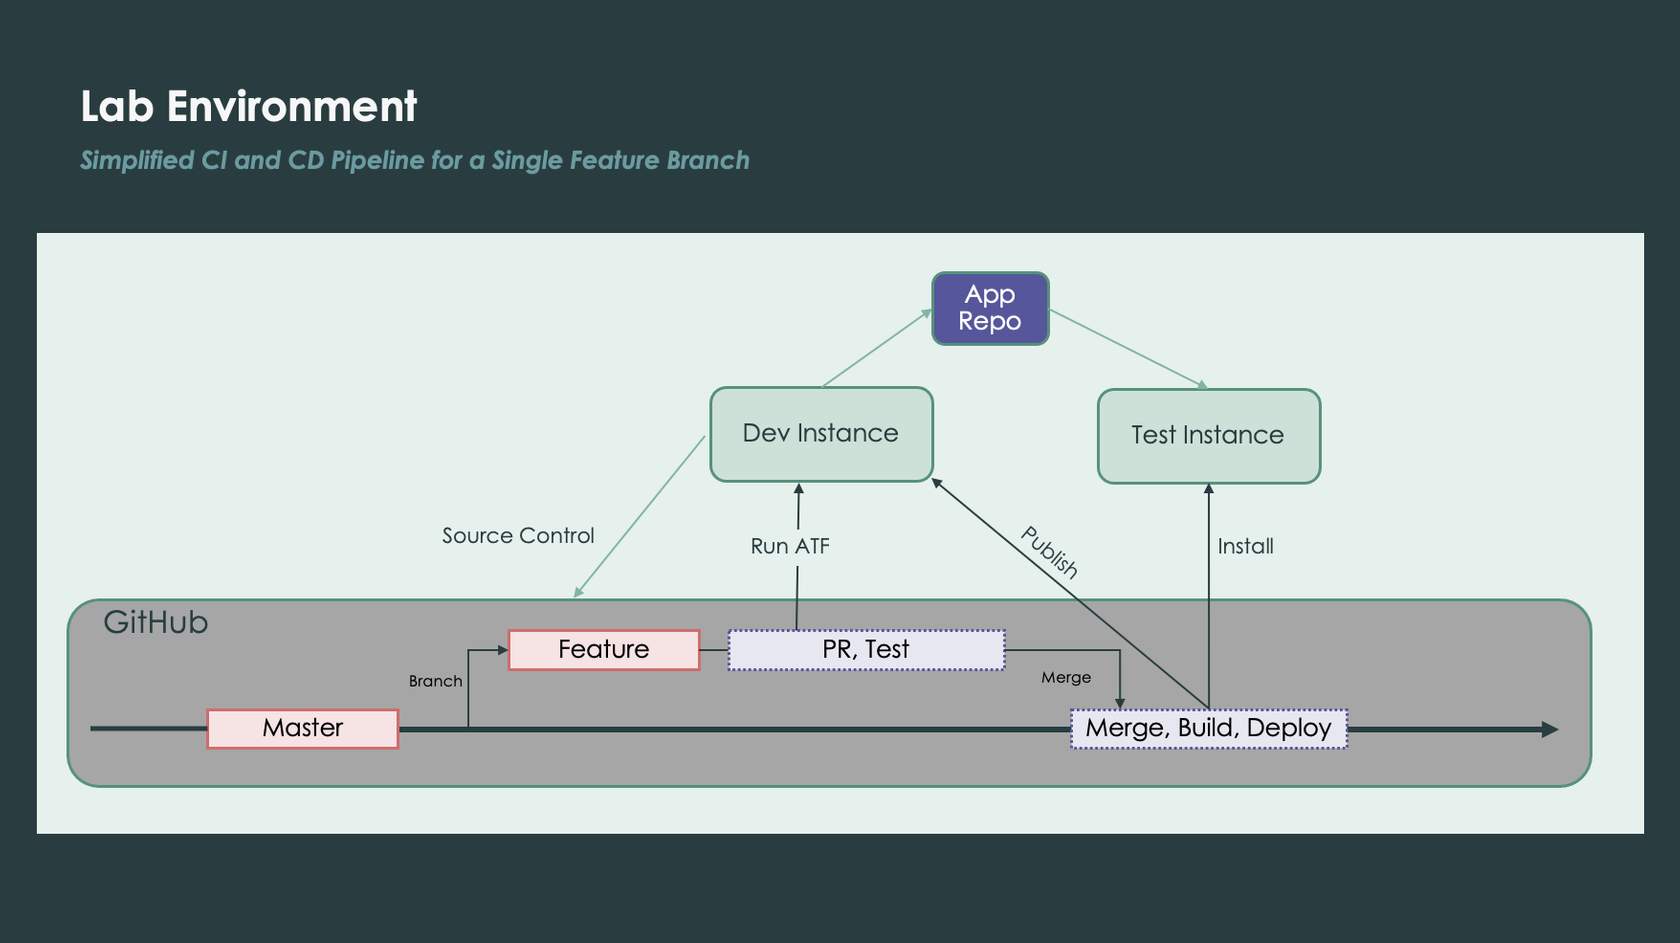 Lab Environment
Simplified CI and CD Pipeline for a Single Feature Branch
App
Repo
Dev Instance
Test Instance
Source Control
Run ATF
Publish
Install
GitHub
Feature
PR, Test
Branch
Merge
Master
Merge, Build, Deploy